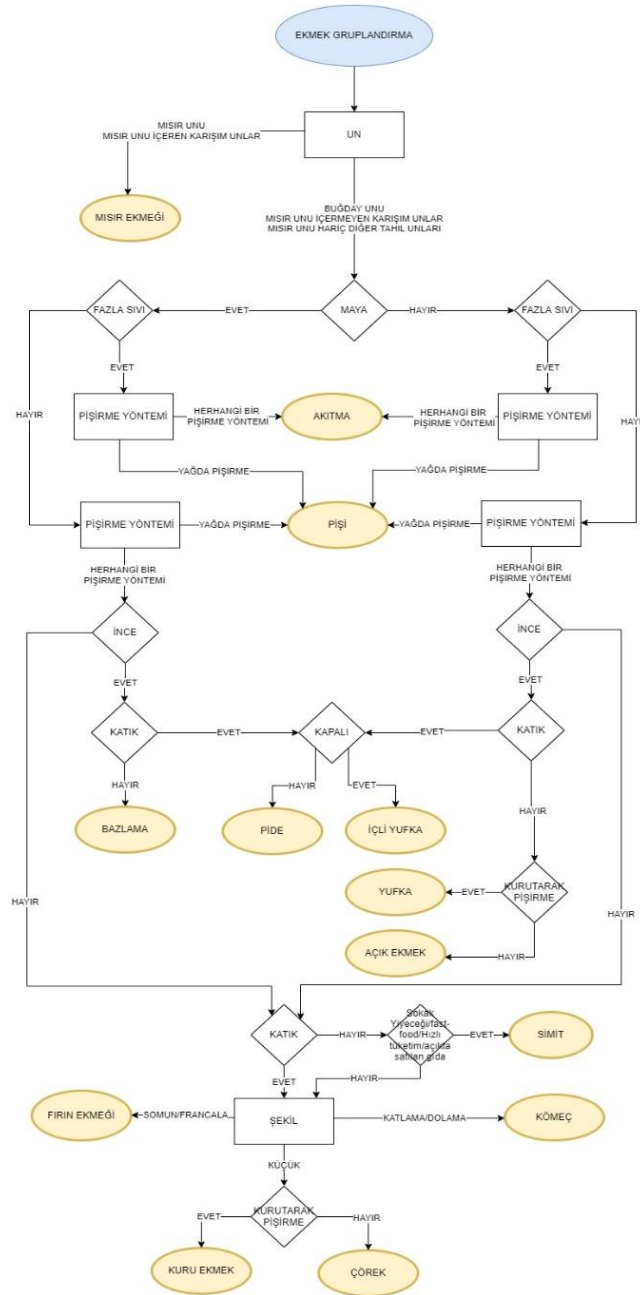 EKMEK GRUPLANDIRMA
MISIR UNU
MISIR UNU İÇEREN KARIŞIM UNLAR
UN
MISIR EKMEĞİ
BUĞDAY UNU
MISIR UNU İÇERMEYEN KARIŞIM UNLAR
MISIR UNU HARİÇ DİĞER TAHIL UNLARI
FAZLA SIVI
EVET
MAYA
HAYIR
FAZLA SIVI
EVET
EVET
HAYIR
HAYIR
PİŞİRME YÖNTEMİ
HERHANGİ BİR
PİŞİRME YÖNTEMİ
AKITMA
HERHANGİ BİR
PİŞİRME YÖNTEMİ
PİŞİRME YÖNTEMİ
YAĞDA PİŞİRME
YAĞDA PİŞİRME
PİŞİRME YÖNTEMİ
YAĞDA PİŞİRME
PİŞİ
YAĞDA PİŞİRME
PİŞİRME YÖNTEMİ
HERHANGİ BİR
PİŞİRME YÖNTEMİ
HERHANGİ BİR
PİŞİRME YÖNTEMİ
İNCE
İNCE
EVET
EVET
KATIK
EVET
KAPALI
EVET
KATIK
HAYIR
HAYIR
EVET
HAYIR
BAZLAMA
PİDE
İÇLİ YUFKA
YUFKA
EVET
KURUTARAK
PİŞİRME
HAYIR
HAYIR
AÇIK EKMEK
HAYIR
KATIK
HAYIR
Sokak
Yiyeceği/fast-
food/Hızlı
tüketim/açıkta
satılan gıda
EVET
SİMİT
EVET
HAYIR
FIRIN EKMEĞİ
SOMUN/FRANCALA
ŞEKİL
KATLAMA/DOLAMA
KÖMEÇ
KÜÇÜK
EVET
KURUTARAK
PİŞİRME
HAYIR
KURU EKMEK
ÇÖREK